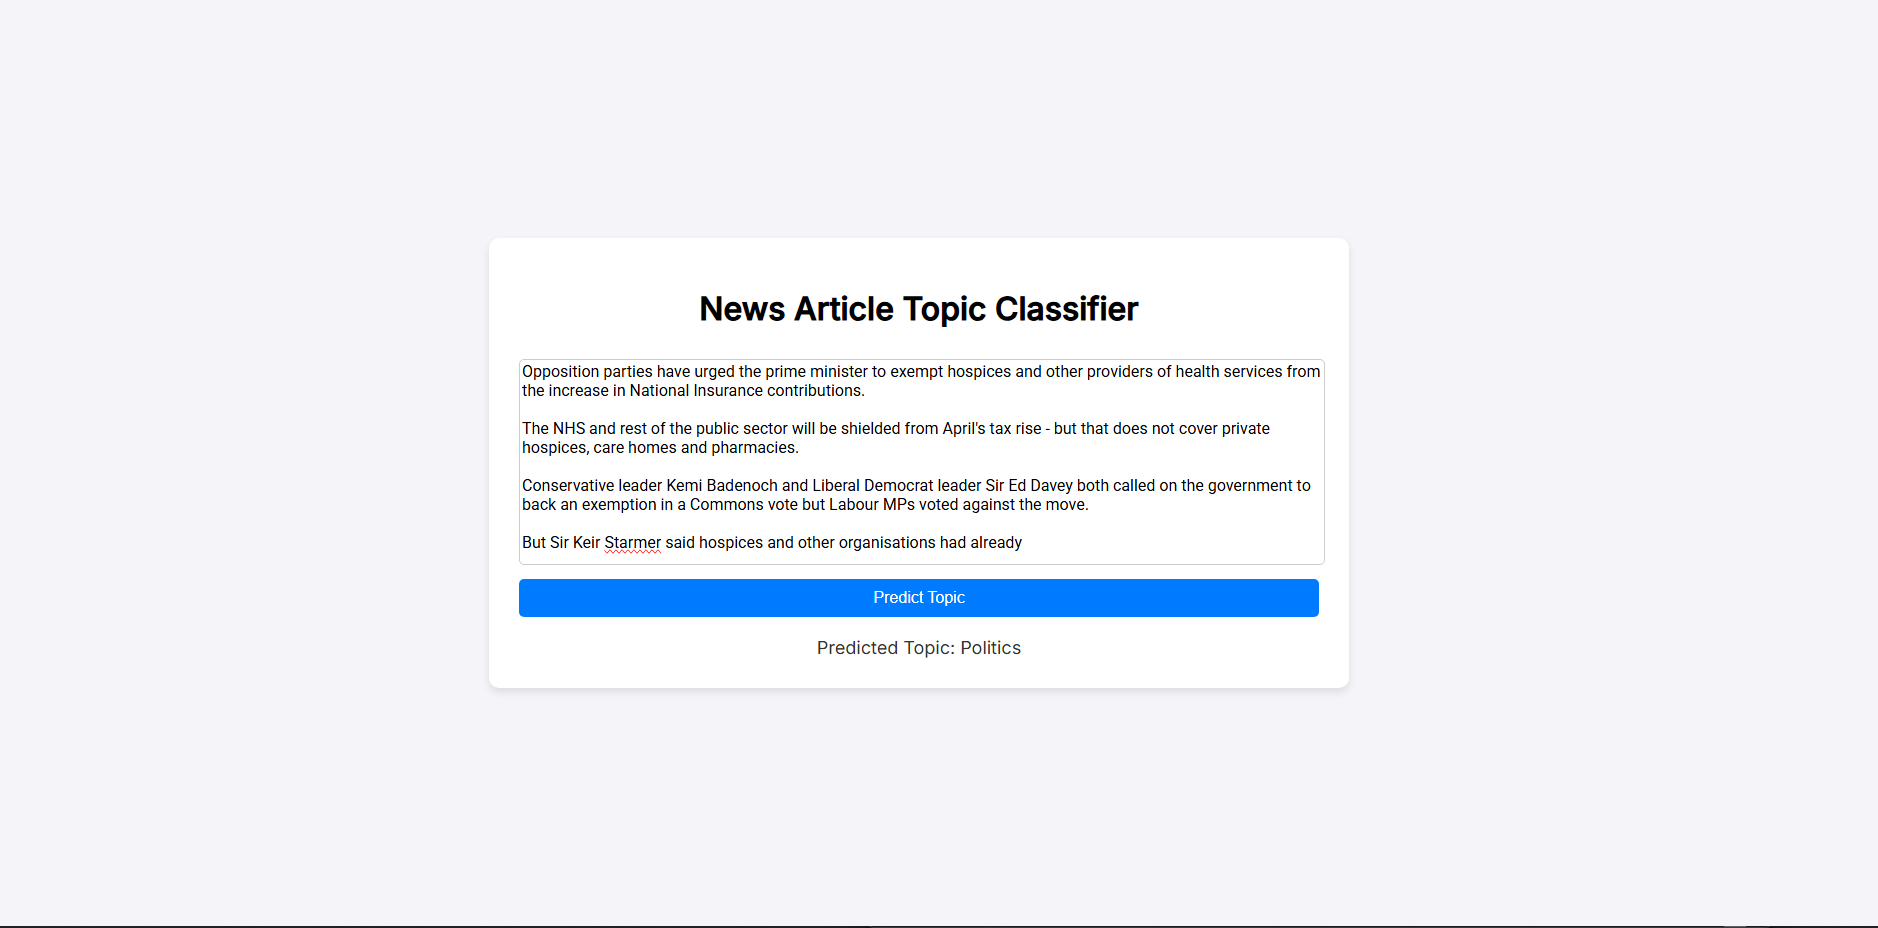 News Article Topic Classifier
Opposition parties have urged the prime minister to exempt hospices and other providers of health services from
the increase in National Insurance contributions.
The NHS and rest of the public sector will be shielded from April's tax rise - but that does not cover private
hospices, care homes and pharmacies.
Conservative leader Kemi Badenoch and Liberal Democrat leader Sir Ed Davey both called on the government to
back an exemption in a Commons vote but Labour MPs voted against the move.
But Sir Keir Starmer said hospices and other organisations had already
Predict Topic
Predicted Topic: Politics